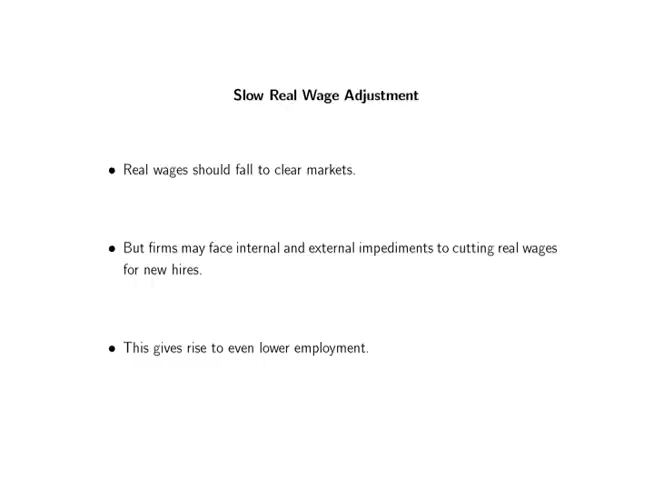 Slow Real Wage Adjustment
• Real wages should fall to clear markets.
• But firms may face internal and external impediments to cutting real wages
for new hires.
• This gives rise to even lower employment.